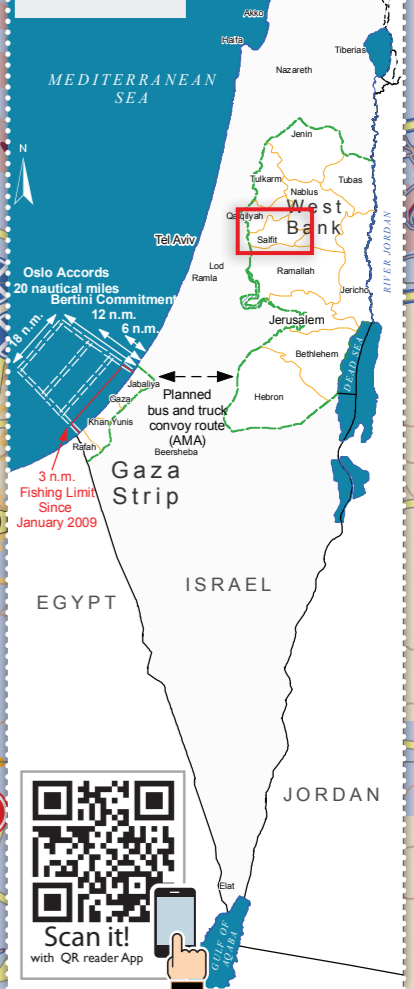 Akko
Haifa
Tiberias
Nazareth
MEDITERRANEAN
SEA
N
Jenin
Tulkarm
Tubas
Nablus
West
Bank
Qalqilyah
Salfit
RIVER JORDAN
Tel Aviv
Lod
Ramla
Ramallah
Jericho
Oslo Accords
20 nautical miles
Bertini Commitment
12 n.m.
6 n.m.
18 n.m.
Jerusalem
Bethlehem
DEAD SEA
Jabaliya
Gaza
Planned
bus and truck
convoy route
(AMA)
Hebron
Khan Yunis
Rafah
Beersheba
Gaza
Strip
3 n.m.
Fishing Limit
Since
January 2009
ISRAEL
EGYPT
JORDAN
Elat
GULF OF
AQABA
Scan it!
with QR reader App